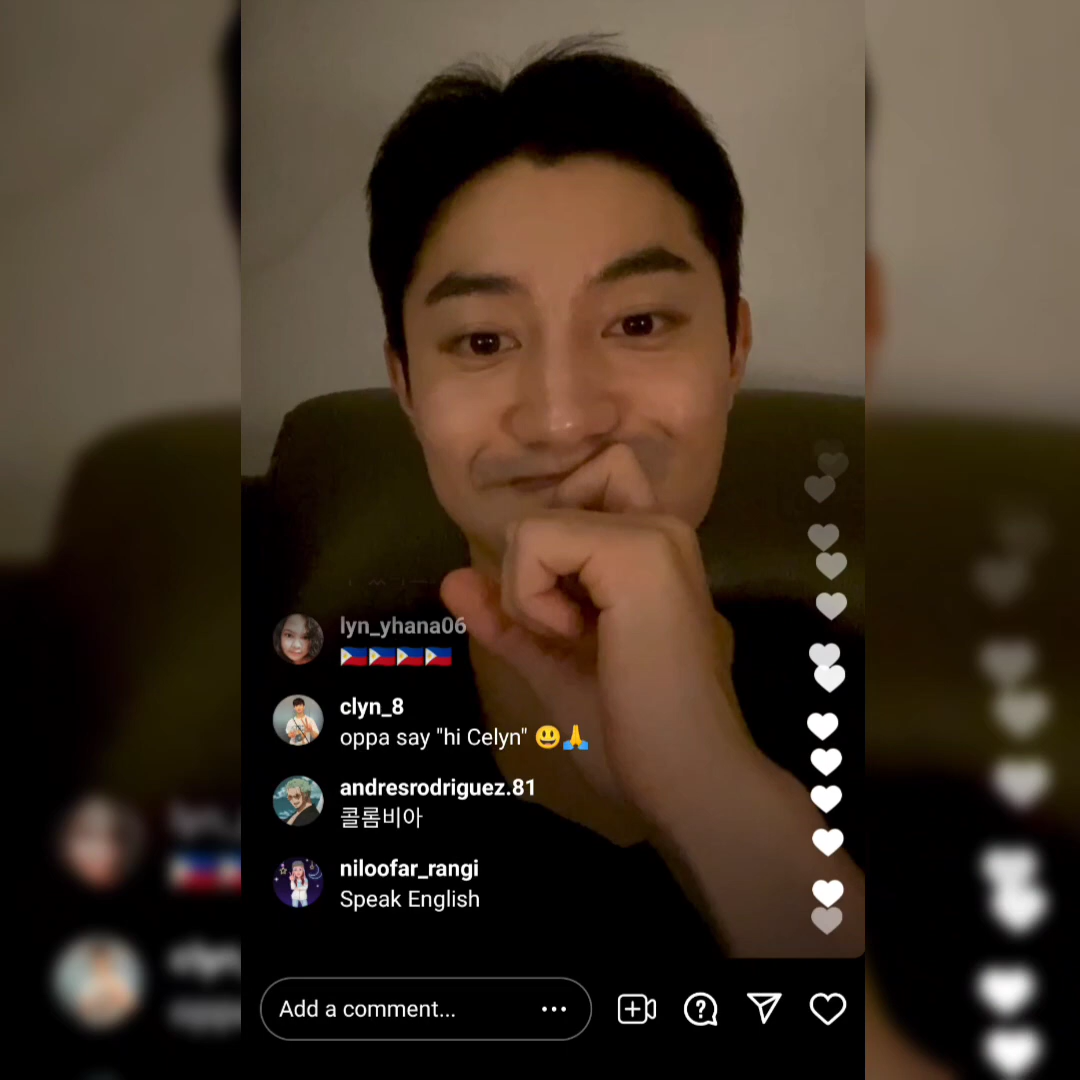 lyn_yhana06
🇵🇭🇵🇭🇵🇭🇵🇭
clyn_8
oppa say "hi Celyn" 😃🙏
andresrodriguez.81
콜롬비아
niloofar_rangi
Speak English
Add a comment...